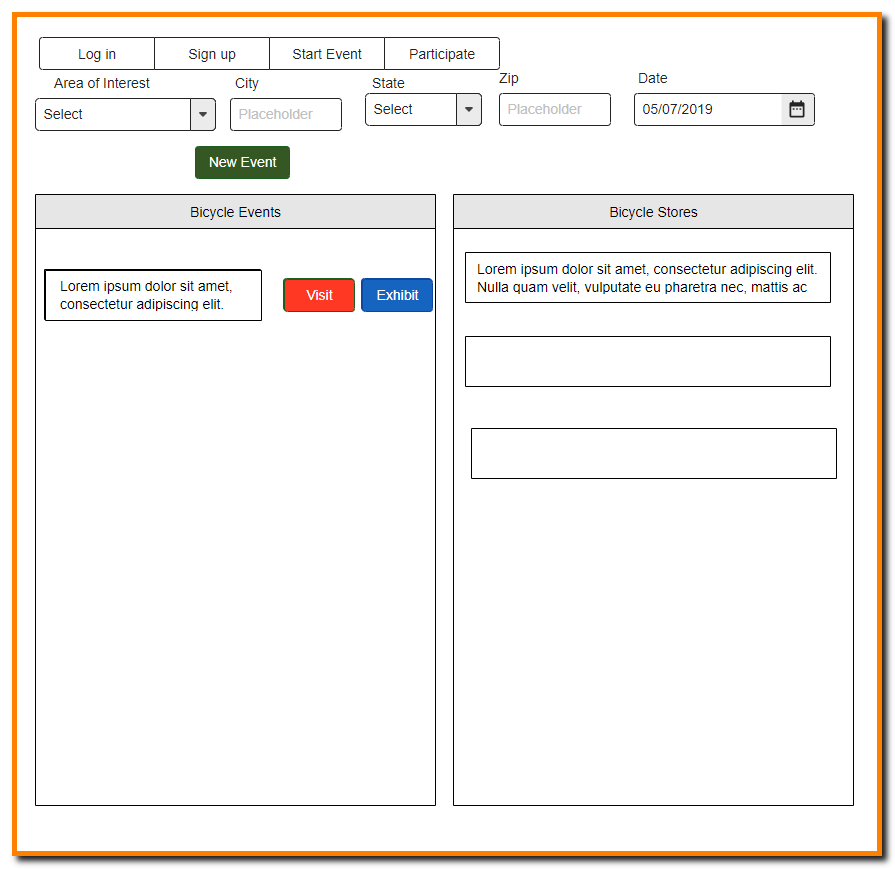 Log in
Sign up
Start Event
Participate
Area of Interest
City
State
Zip
Date
Select
Placeholder
Select
Placeholder
05/07/2019
New Event
Bicycle Events
Lorem ipsum dolor sit amet,
consectetur adipiscing elit.
Visit
Exhibit
Bicycle Stores
Lorem ipsum dolor sit amet, consectetur adipiscing elit.
Nulla quam velit, vulputate eu pharetra nec, mattis ac